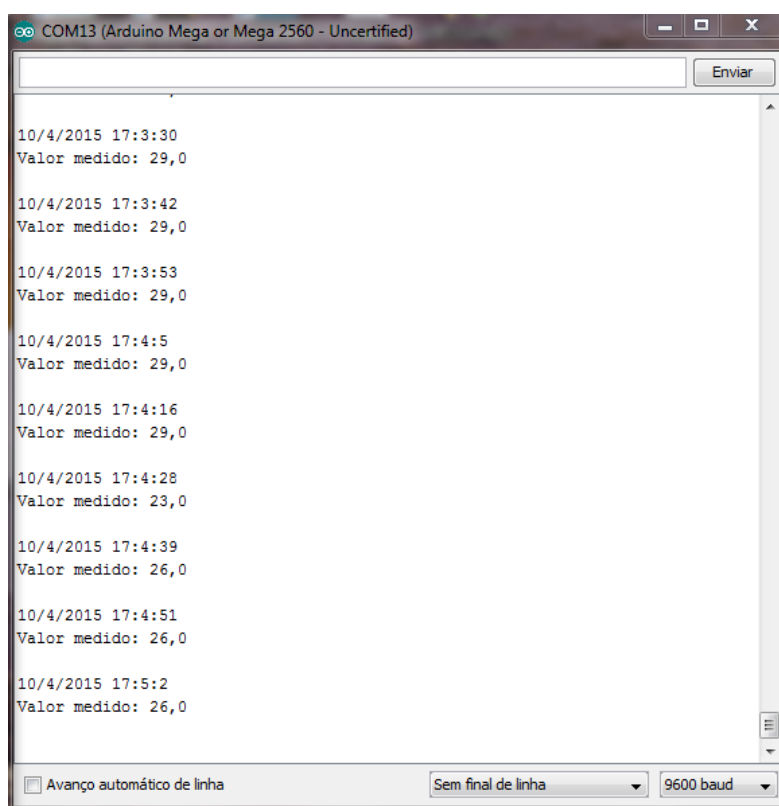 COM13 (Arduino Mega or Mega 2560 - Uncertified)
Enviar
10/4/2015 17:3:30
Valor medido: 29,0
10/4/2015 17:3:42
Valor medido: 29,0
10/4/2015 17:3:53
Valor medido: 29,0
10/4/2015 17:4:5
Valor medido: 29,0
10/4/2015 17:4:16
Valor medido: 29,0
10/4/2015 17:4:28
Valor medido: 23,0
10/4/2015 17:4:39
Valor medido: 26,0
10/4/2015 17:4:51
Valor medido: 26,0
10/4/2015 17:5:2
Valor medido: 26,0
Avanço automático de linha
Sem final de linha
9600 baud